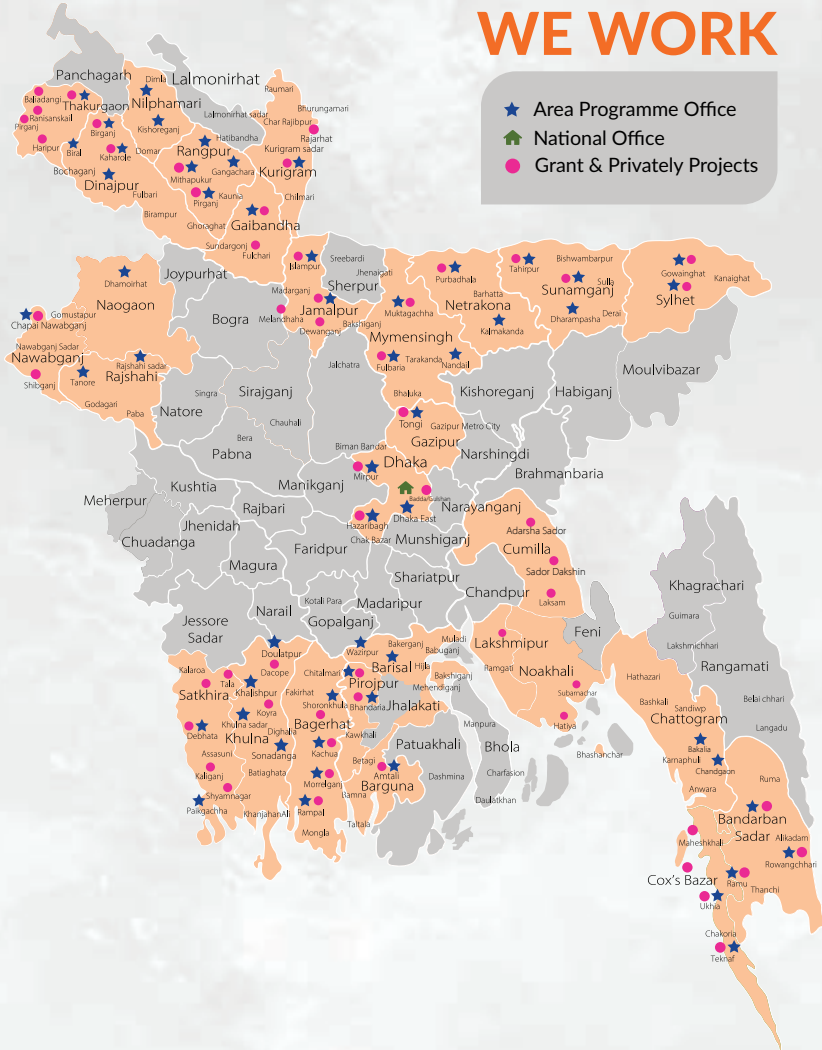 WE WORK
Area Programme Office
National Office
Grant & Privately Projects
Panchagarh
Dimla
Lalmonirhat
Baliadangi
Thakurgaon
Nilphamari
Raumari
Ranisanskail
Pirganj
Birganj
Kishoreganj
Lalmonirhat sadar
Bhurungamari
Char Rajibpur
Haripur
Biral
Kaharole
Domar
Rangpur
Hatibandha
Rajarhat
Kurigram sadar
Bochaganj
Mithapukur
Gangachara
Kurigram
Dinajpur
Fulbari
Pirganj
Kaunia
Chilmari
Birampur
Ghoraghat
Gaibandha
Sundargonj
Fulchari
Joypurhat
Islampur
Sreebardi
Jhenaigati
Sherpur
Purbadhala
Tahirpur
Bishwambarpur
Gowainghat
Kanaighat
Dhamoirhat
Naogaon
Madarganj
Jamalpur
Melandhaha
Dewanganj
Bakshiganj
Muktagachha
Barhatta
Netrakona
Kalmakanda
Sunamganj
Sulla
Dharampasha
Derai
Sylhet
Gomustapur
Chapai Nawabganj
Bogra
Mymensingh
Nawabganj Sadar
Nawabganj
Rajshahi sadar
Rajshahi
Shibganj
Tanore
Godagari
Paba
Natore
Singra
Sirajganj
Jalchatra
Fulbaria
Tarakanda
Nandail
Kishoreganj
Habiganj
Moulvibazar
Bhaluka
Chauhali
Bera
Pabna
Tongi
Gazipur Metro City
Gazipur
Biman Bandar
Dhaka
Mirpur
Narshingdi
Brahmanbaria
Kushtia
Manikganj
Badda/Gulshan
Meherpur
Rajbari
Jhenidah
Hazaribagh
Dhaka East
Narayanganj
Chuadanga
Faridpur
Chak Bazar
Munshiganj
Adarsha Sador
Cumilla
Magura
Shariatpur
Sador Dakshin
Chandpur
Laksam
Khagrachari
Narail
Kotali Para
Madaripur
Gopalganj
Jessore
Sadar
Feni
Guimara
Lakshmichhari
Rangamati
Doulatpur
Wazirpur
Bakerganj
Muladi
Babuganj
Lakshmipur
Kalaroa
Tala
Dacope
Chitalmari
Barisal
Hijla
Ramgati
Noakhali
Hathazari
Satkhira
Khalishpur
Fakirhat
Pirojpur
Bakshiganj
Mehendiganj
Subarnachar
Belai chhari
Koyra
Shoronkhula
Bhandaria
Jhalakati
Bashkali
Sandiwp
Debhata
Khulna sadar
Bagerhat
Hatiya
Chattogram
Langadu
Khulna
Dighalia
Kawkhali
Manpura
Bakalia
Assasuni
Sonadanga
Kachua
Patuakhali
Bhola
Bhashanchar
Karnaphuli
Chandgaon
Kaliganj
Batiaghata
Betagi
Amtali
Dashmina
Charfasion
Ruma
Shyamnagar
Morrelganj
Barguna
Anwara
Paikgachha
KhanjahanAli
Rampal
Bamna
Daulatkhan
Bandarban
Sadar
Alikadam
Mongla
Taltala
Maheshkhali
Rowangchhari
Cox's Bazar
Ramu
Thanchi
Ukhia
Chakoria
Teknaf